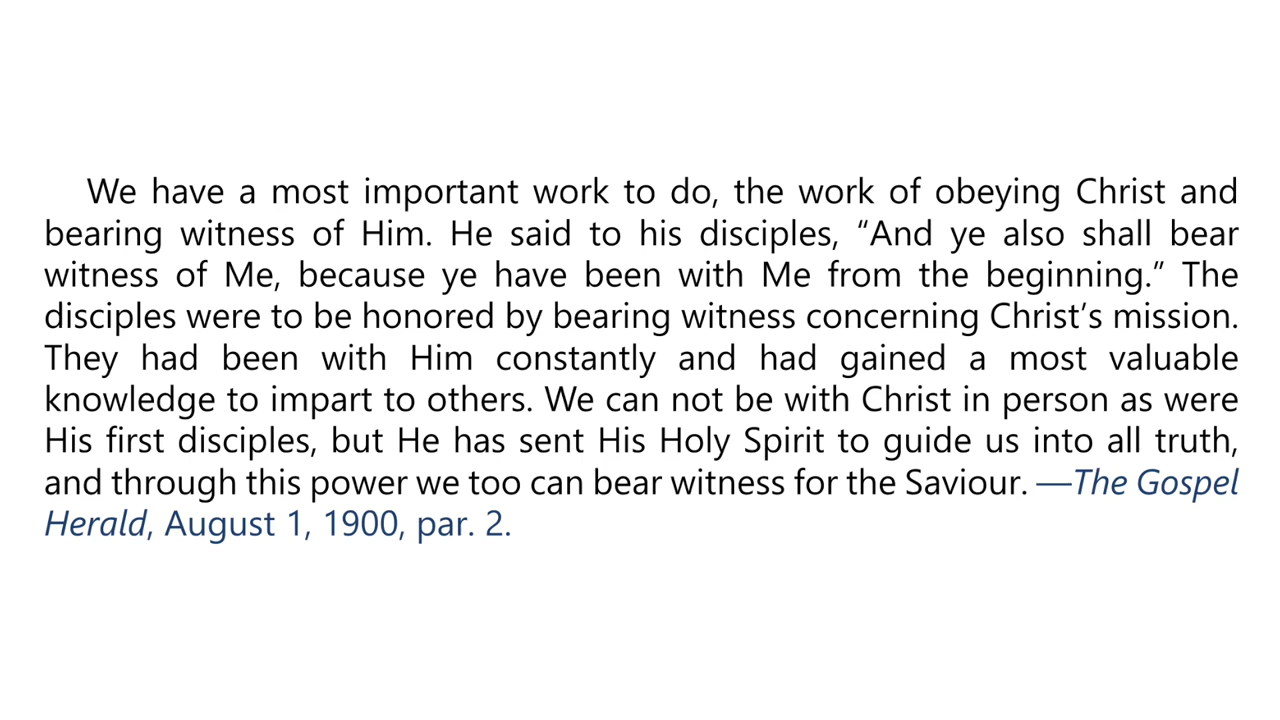 We have a most important work to do, the work of obeying Christ and
bearing witness of Him. He said to his disciples, “And ye also shall bear
witness of Me, because ye have been with Me from the beginning.” The
disciples were to be honored by bearing witness concerning Christ’s mission.
They had been with Him constantly and had gained a most valuable
knowledge to impart to others. We can not be with Christ in person as were
His first disciples, but He has sent His Holy Spirit to guide us into all truth,
and through this power we too can bear witness for the Saviour. —The Gospel
Herald, August 1, 1900, par. 2.